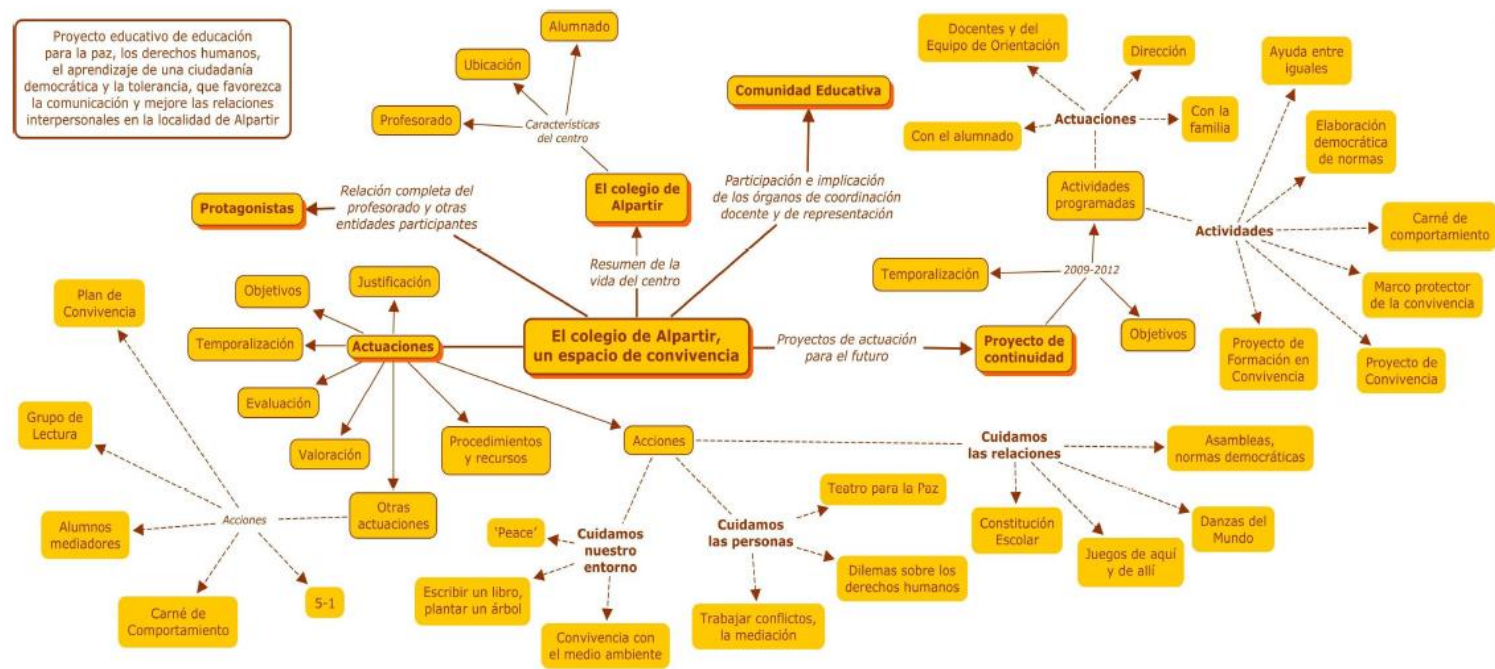 Proyecto educativo de educación
para la paz, los derechos humanos,
el aprendizaje de una ciudadanía
democrática y la tolerancia, que favorezca
la comunicación y mejore las relaciones
interpersonales en la localidad de Alpartir
Alumnado
Ubicación
Profesorado
Características
del centro
El colegio de
Alpartir
Resumen de la
vida del centro
Protagonistas
Relación completa del
profesorado y otras
entidades participantes
Comunidad Educativa
Participación e implicación
de los órganos de coordinación
docente y de representación
El colegio de Alpartir,
un espacio de convivencia
Proyectos de actuación
para el futuro
Proyecto de
continuidad
2009-2012
Temporalización
Objetivos
Actividades
programadas
Actuaciones
Docentes y del
Equipo de Orientación
Dirección
Con el alumnado
Con la
familia
Actividades
Ayuda entre
iguales
Elaboración
democrática
de normas
Carné de
comportamiento
Marco protector
de la convivencia
Proyecto de
Convivencia
Proyecto de
Formación en
Convivencia
Actuaciones
Justificación
Objetivos
Temporalización
Evaluación
Valoración
Otras
actuaciones
Procedimientos
y recursos
Acciones
Plan de
Convivencia
Grupo de
Lectura
Alumnos
mediadores
Carné de
Comportamiento
S-1
Acciones
Cuidamos
nuestro
entorno
'Peace'
Escribir un libro,
plantar un árbol
Convivencia con
el medio ambiente
Cuidamos
las personas
Teatro para la Paz
Dilemas sobre los
derechos humanos
Trabajar conflictos,
la mediación
Cuidamos
las relaciones
Asambleas,
normas democráticas
Danzas del
Mundo
Juegos de aquí
y de allí
Constitución
Escolar